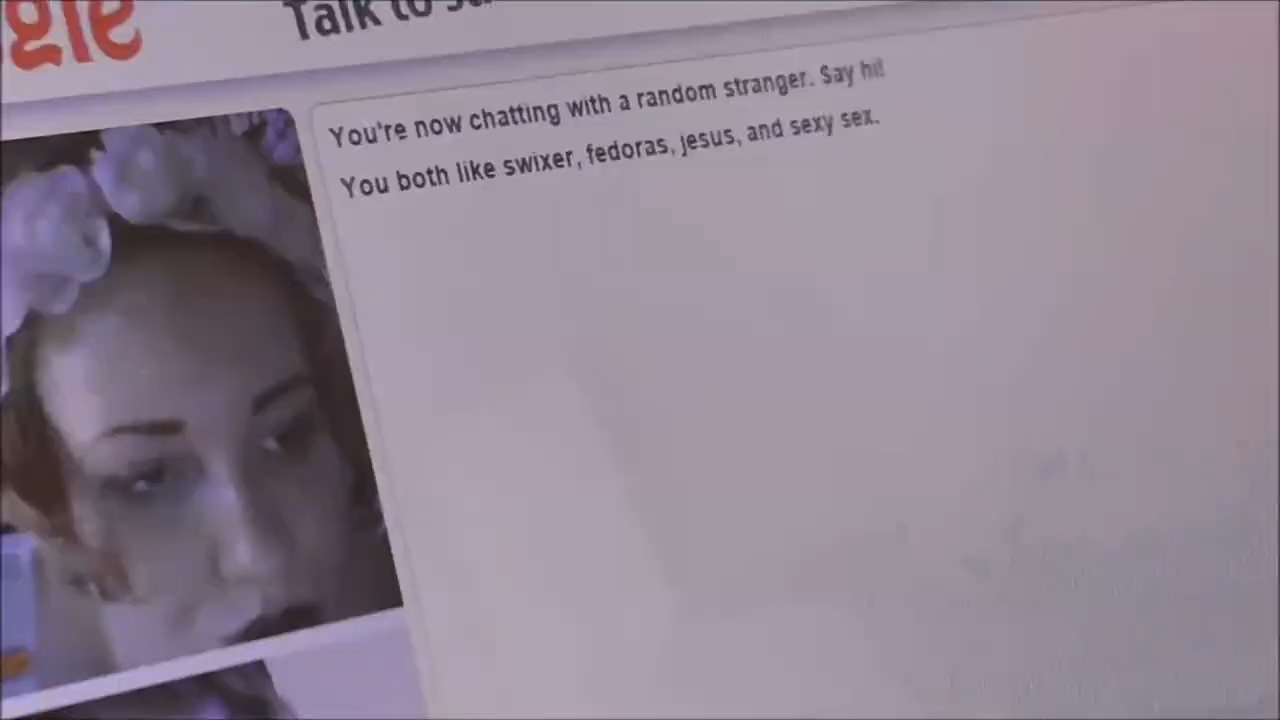 gle
Talk to
You're now chatting with a random stranger. Say hi!
You both like swixer, fedoras, jesus, and sexy sex.